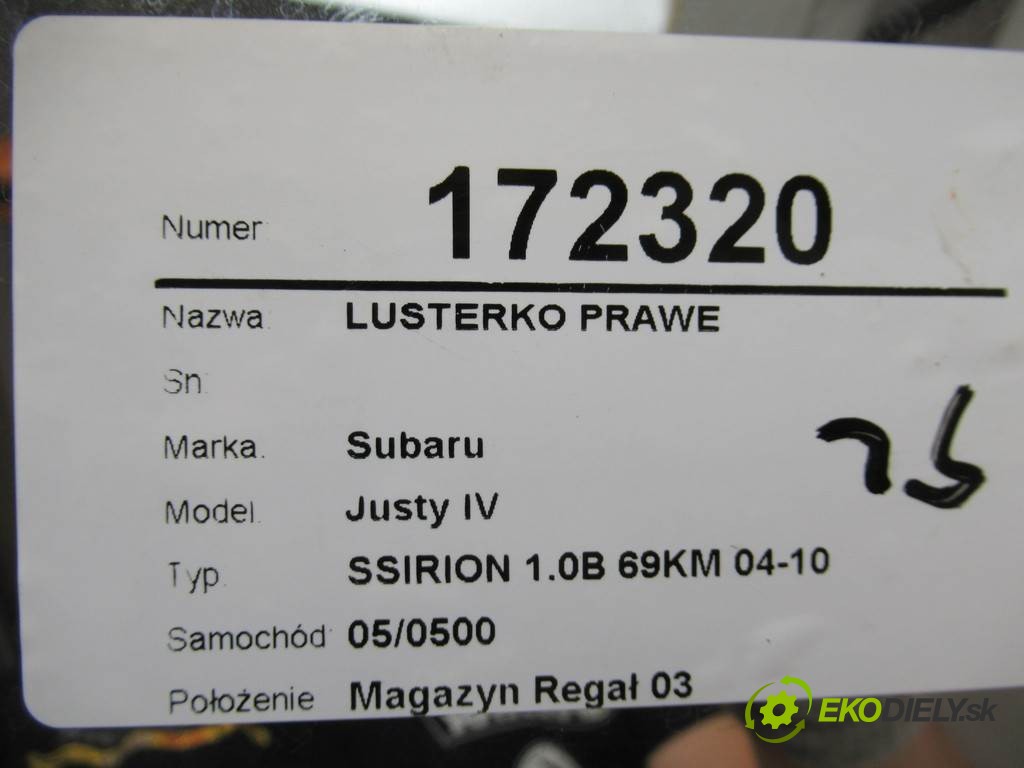 Numer 172320
Nazwa LUSTERKO PRAWE
Sn:
Marka. Subaru
Model. Justy IV
Typ. SSIRION 1.0B 69KM 04-10
Samochód: 05/0500
Położenie Magazyn Regał 03
EKODIELY.sk